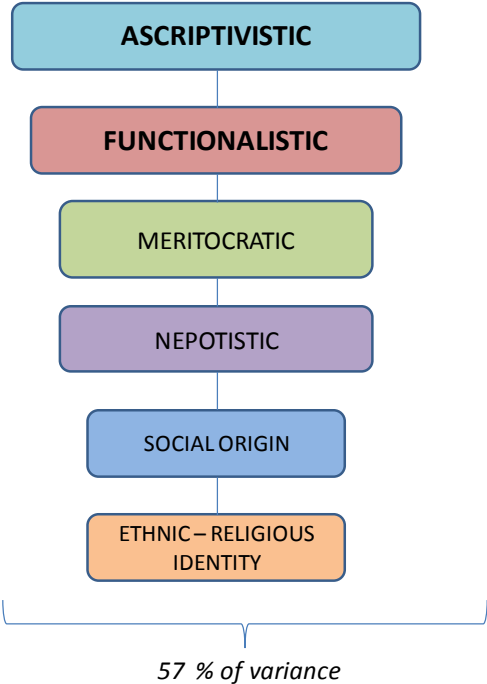 ASCRIPTIVISTIC
FUNCTIONALISTIC
MERITOCRATIC
NEPOTISTIC
SOCIAL ORIGIN
ETHNIC – RELIGIOUS
IDENTITY
57 % of variance